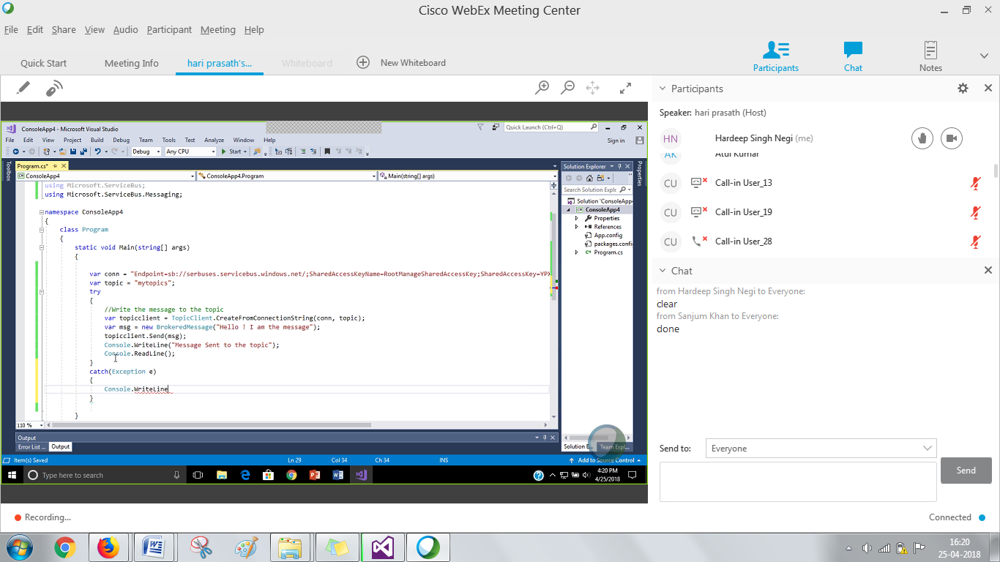 Cisco WebEx Meeting Center
File Edit Share View Audio Participant Meeting Help
Quick Start Meeting Info hari prasath's... Whiteboard New Whiteboard
Participants Chat Notes
ConsoleApp4 - Microsoft Visual Studio Quick Launch (Ctrl+Q)
File Edit View Project Build Debug Team Tools Test Analyze Window Help Sign in
Debug Any CPU Start
Toolbox
Program.cs*
ConsoleApp4 ConsoleApp4.Program Main(string[] args)
using Microsoft.ServiceBus;
using Microsoft.ServiceBus.Messaging;
namespace ConsoleApp4
{
class Program
{
static void Main(string[] args)
{
var conn = "Endpoint=sb://serbuses.servicebus.windows.net/;SharedAccessKeyName=RootManageSharedAccessKey;SharedAccessKey=YPX
var topic = "mytopics";
try
{
//Write the message to the topic
var topicclient = TopicClient.CreateFromConnectionString(conn, topic);
var msg = new BrokeredMessage("Hello ! I am the message");
topicclient.Send(msg);
Console.WriteLine("Message Sent to the topic");
Console.ReadLine();
}
catch(Exception e)
{
Console.WriteLine
}
}
110 %
Solution Explorer
Search Solution Explo
Solution 'ConsoleApp
ConsoleApp4
Properties
References
App.config
packages.config
Program.cs
Properties
Output
Error List ... Output
Solution E... Team Expl...
Item(s) Saved Ln 29 Col 34 Ch 34 INS Add to Source Control
Type here to search
4:20 PM
4/25/2018
Participants
Speaker: hari prasath (Host)
HN Hardeep Singh Negi (me)
AK Atul Kumar
CU Call-in User_13
CU Call-in User_19
CU Call-in User_28
Chat
from Hardeep Singh Negi to Everyone:
clear
from Sanjum Khan to Everyone:
done
Send to: Everyone
Send
Recording... Connected
16:20
25-04-2018